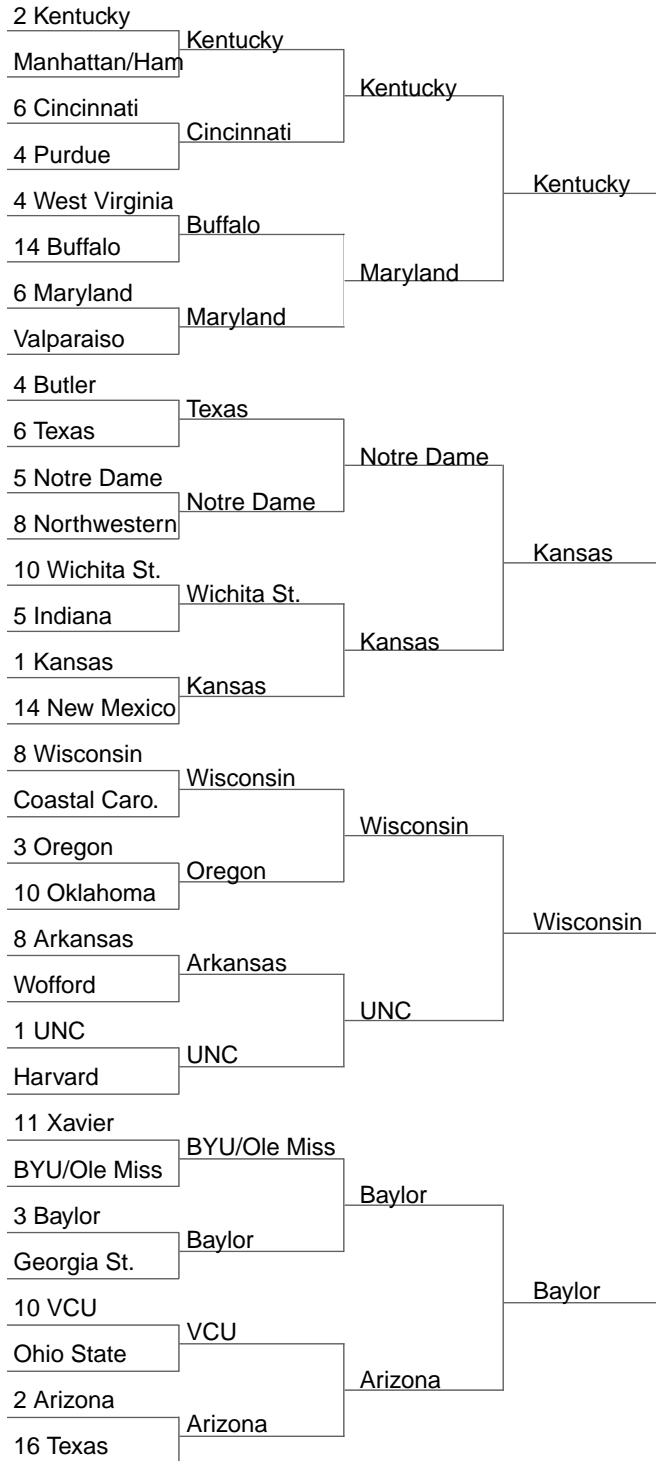 2 Kentucky
Manhattan/Ham
6 Cincinnati
4 Purdue
4 West Virginia
14 Buffalo
6 Maryland
Valparaiso
4 Butler
6 Texas
5 Notre Dame
8 Northwestern
10 Wichita St.
5 Indiana
1 Kansas
14 New Mexico
8 Wisconsin
Coastal Caro.
3 Oregon
10 Oklahoma
8 Arkansas
Wofford
1 UNC
Harvard
11 Xavier
BYU/Ole Miss
3 Baylor
Georgia St.
10 VCU
Ohio State
2 Arizona
16 Texas
Kentucky
Cincinnati
Buffalo
Maryland
Texas
Notre Dame
Wichita St.
Kansas
Wisconsin
Oregon
Arkansas
UNC
BYU/Ole Miss
Baylor
VCU
Arizona
Kentucky
Maryland
Notre Dame
Kansas
Wisconsin
UNC
Baylor
Arizona
Kentucky
Kansas
Wisconsin
Baylor